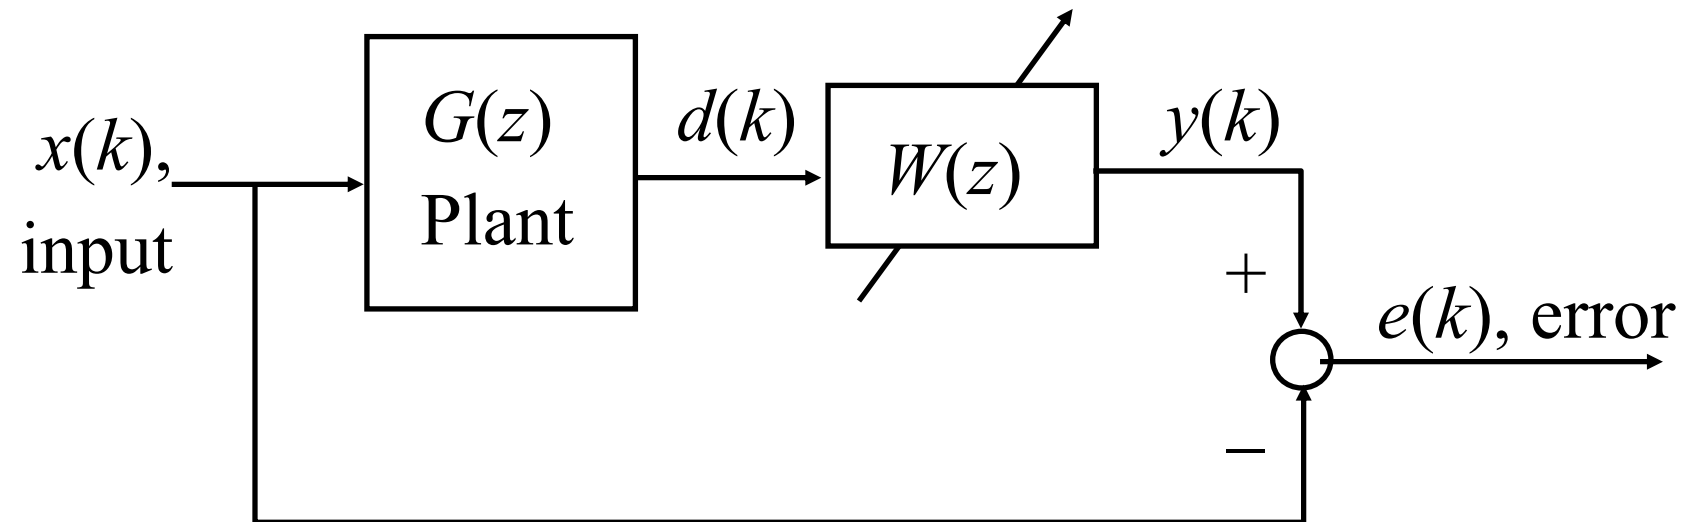 x(k),
input
G(z)
Plant
d(k)
W(z)
y(k)
+
e(k), error
−